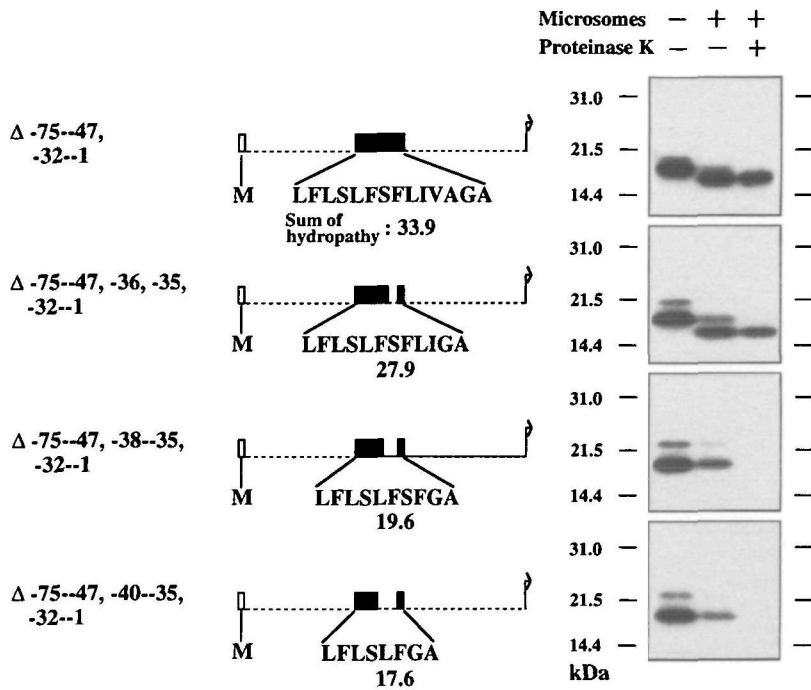 Microsomes − + +
Proteinase K − − +
Δ -75--47,
-32--1
M
LFLSLFSFLIVAGA
Sum of
hydropathy : 33.9
31.0
21.5
14.4
Δ -75--47, -36, -35,
-32--1
M
LFLSLFSFLIGA
27.9
31.0
21.5
14.4
Δ -75--47, -38--35,
-32--1
M
LFLSLFSFGA
19.6
31.0
21.5
14.4
Δ -75--47, -40--35,
-32--1
M
LFLSLFGA
17.6
31.0
21.5
14.4
kDa